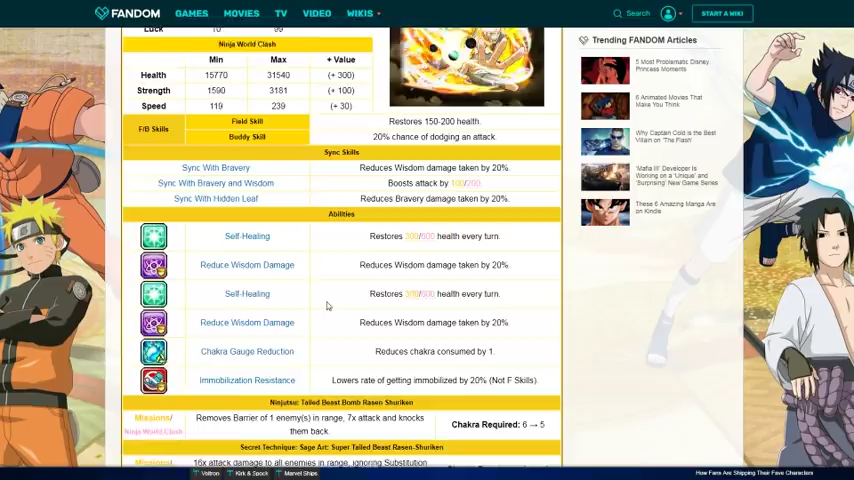 FANDOM GAMES MOVIES TV VIDEO WIKIS Search START A WIKI
Luck 10 99
Ninja World Clash
Min Max + Value
Health 15770 31540 (+ 300)
Strength 1590 3181 (+ 100)
Speed 119 239 (+ 30)
F/B Skills
Field Skill Restores 150-200 health.
Buddy Skill 20% chance of dodging an attack.
Sync Skills
Sync With Bravery Reduces Wisdom damage taken by 20%.
Sync With Bravery and Wisdom Boosts attack by 100/200.
Sync With Hidden Leaf Reduces Bravery damage taken by 20%.
Abilities
Self-Healing Restores 300/600 health every turn.
Reduce Wisdom Damage Reduces Wisdom damage taken by 20%.
Self-Healing Restores 300/600 health every turn.
Reduce Wisdom Damage Reduces Wisdom damage taken by 20%.
Chakra Gauge Reduction Reduces chakra consumed by 1.
Immobilization Resistance Lowers rate of getting immobilized by 20% (Not F Skills).
Ninjutsu: Tailed Beast Bomb Rasen Shuriken
Missions/
Ninja World Clash
Removes Barrier of 1 enemy(s) in range, 7x attack and knocks
them back.
Chakra Required: 6 → 5
Secret Technique: Sage Art: Super Tailed Beast Rasen-Shuriken
Missions/ 16x attack damage to all enemies in range, ignoring Substitution
Trending FANDOM Articles
5 Most Problematic Disney
Princess Moments
6 Animated Movies That
Make You Think
Why Captain Cold is the Best
Villain on 'The Flash'
'Mafia III' Developer Is
Working on a 'Unique' and
'Surprising' New Game Series
These 6 Amazing Manga Are
on Kindle
Voltron Kirk & Spock Marvel Ships How Fans Are Shipping Their Fave Characters